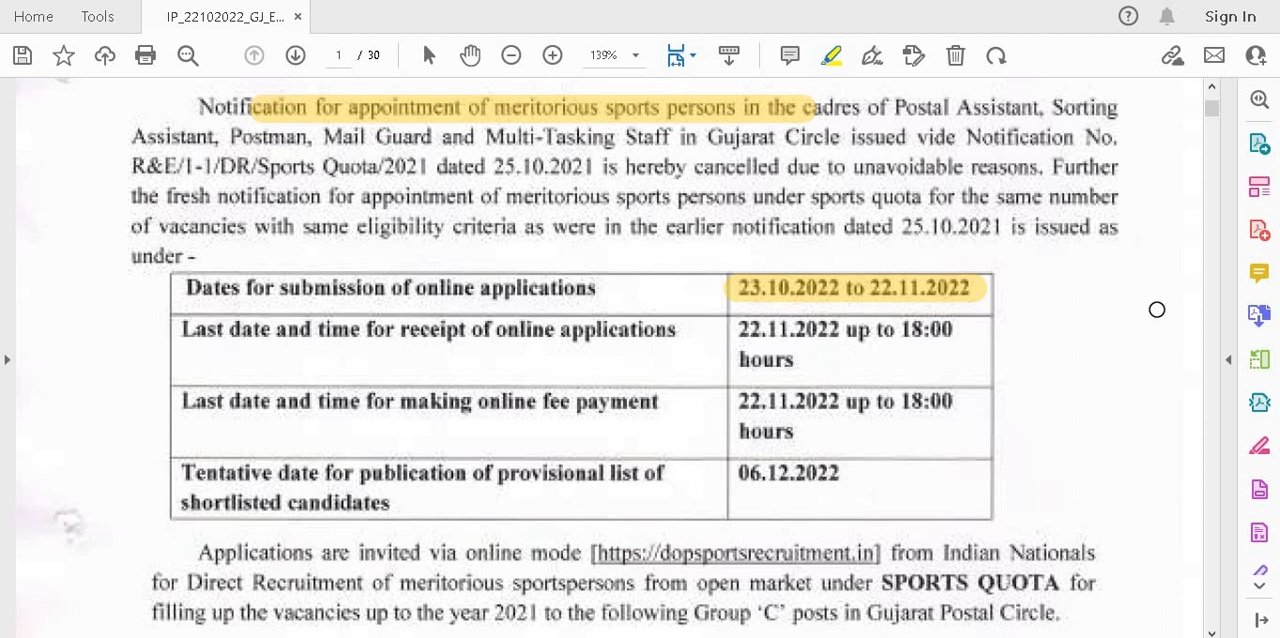 Home Tools IP_22102022_GJ_E... × Sign In
1 / 30 139%
Notification for appointment of meritorious sports persons in the cadres of Postal Assistant, Sorting
Assistant, Postman, Mail Guard and Multi-Tasking Staff in Gujarat Circle issued vide Notification No.
R&E/1-1/DR/Sports Quota/2021 dated 25.10.2021 is hereby cancelled due to unavoidable reasons. Further
the fresh notification for appointment of meritorious sports persons under sports quota for the same number
of vacancies with same eligibility criteria as were in the earlier notification dated 25.10.2021 is issued as
under -
Dates for submission of online applications 23.10.2022 to 22.11.2022
Last date and time for receipt of online applications 22.11.2022 up to 18:00
hours
Last date and time for making online fee payment 22.11.2022 up to 18:00
hours
Tentative date for publication of provisional list of 06.12.2022
shortlisted candidates
Applications are invited via online mode [https://dopsportsrecruitment.in] from Indian Nationals
for Direct Recruitment of meritorious sportspersons from open market under SPORTS QUOTA for
filling up the vacancies up to the year 2021 to the following Group 'C' posts in Gujarat Postal Circle.